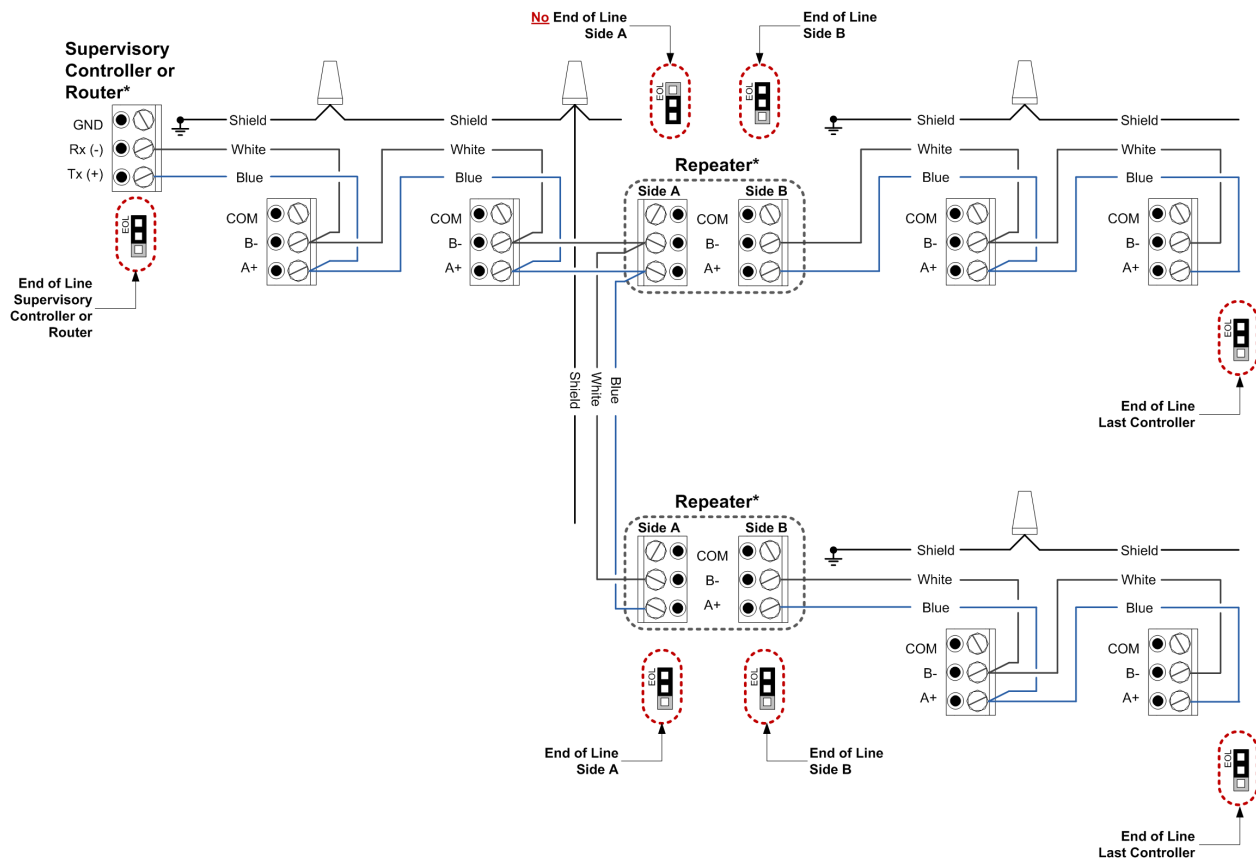 No End of Line
Side A
End of Line
Side B
Supervisory
Controller or
Router*
GND
Rx (-)
Tx (+)
EOL
End of Line
Supervisory
Controller or
Router
Shield
Shield
White
White
Blue
Blue
COM
B-
A+
COM
B-
A+
EOL
EOL
Repeater*
Side A
Side B
COM
B-
A+
Shield
Shield
White
White
Blue
Blue
COM
B-
A+
COM
B-
A+
EOL
End of Line
Last Controller
Shield
White
Blue
Repeater*
Side A
Side B
COM
B-
A+
EOL
EOL
End of Line
Side A
End of Line
Side B
Shield
Shield
White
White
Blue
Blue
COM
B-
A+
COM
B-
A+
EOL
End of Line
Last Controller